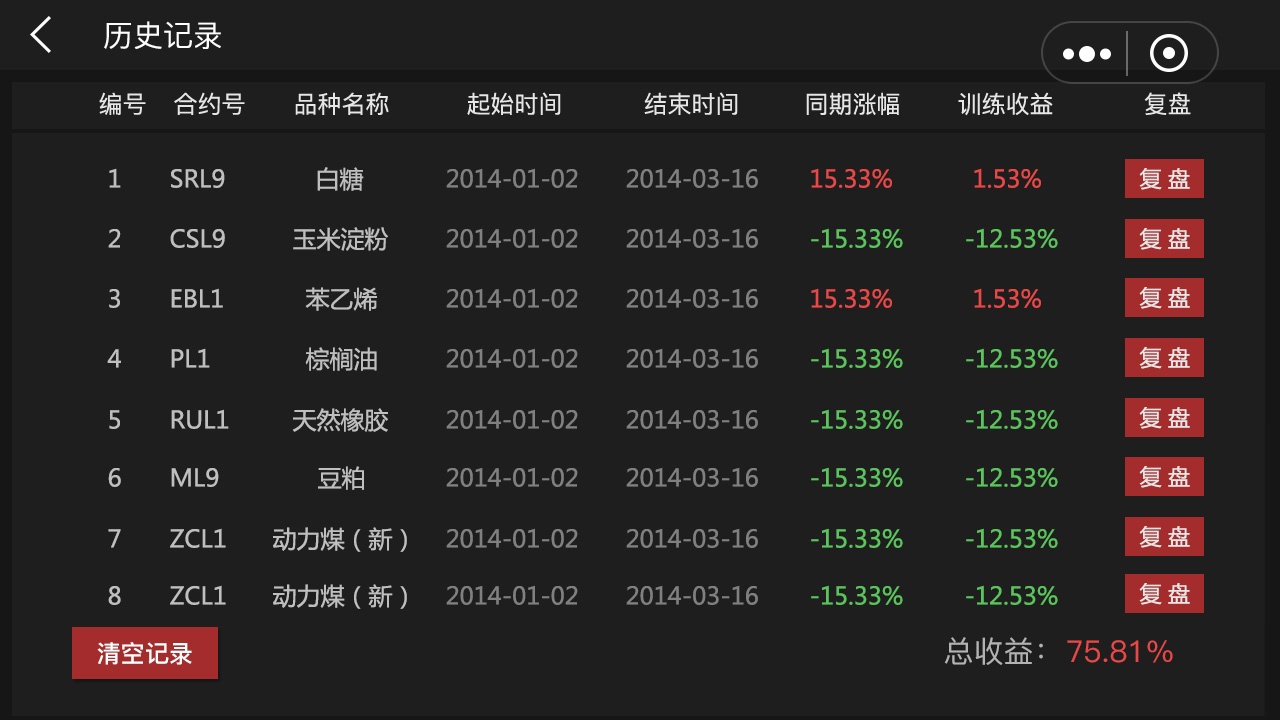 历史记录
编号 合约号 品种名称 起始时间 结束时间 同期涨幅 训练收益 复盘
1 SRL9 白糖 2014-01-02 2014-03-16 15.33% 1.53% 复盘
2 CSL9 玉米淀粉 2014-01-02 2014-03-16 -15.33% -12.53% 复盘
3 EBL1 苯乙烯 2014-01-02 2014-03-16 15.33% 1.53% 复盘
4 PL1 棕榈油 2014-01-02 2014-03-16 -15.33% -12.53% 复盘
5 RUL1 天然橡胶 2014-01-02 2014-03-16 -15.33% -12.53% 复盘
6 ML9 豆粕 2014-01-02 2014-03-16 -15.33% -12.53% 复盘
7 ZCL1 动力煤（新） 2014-01-02 2014-03-16 -15.33% -12.53% 复盘
8 ZCL1 动力煤（新） 2014-01-02 2014-03-16 -15.33% -12.53% 复盘
清空记录 总收益： 75.81%